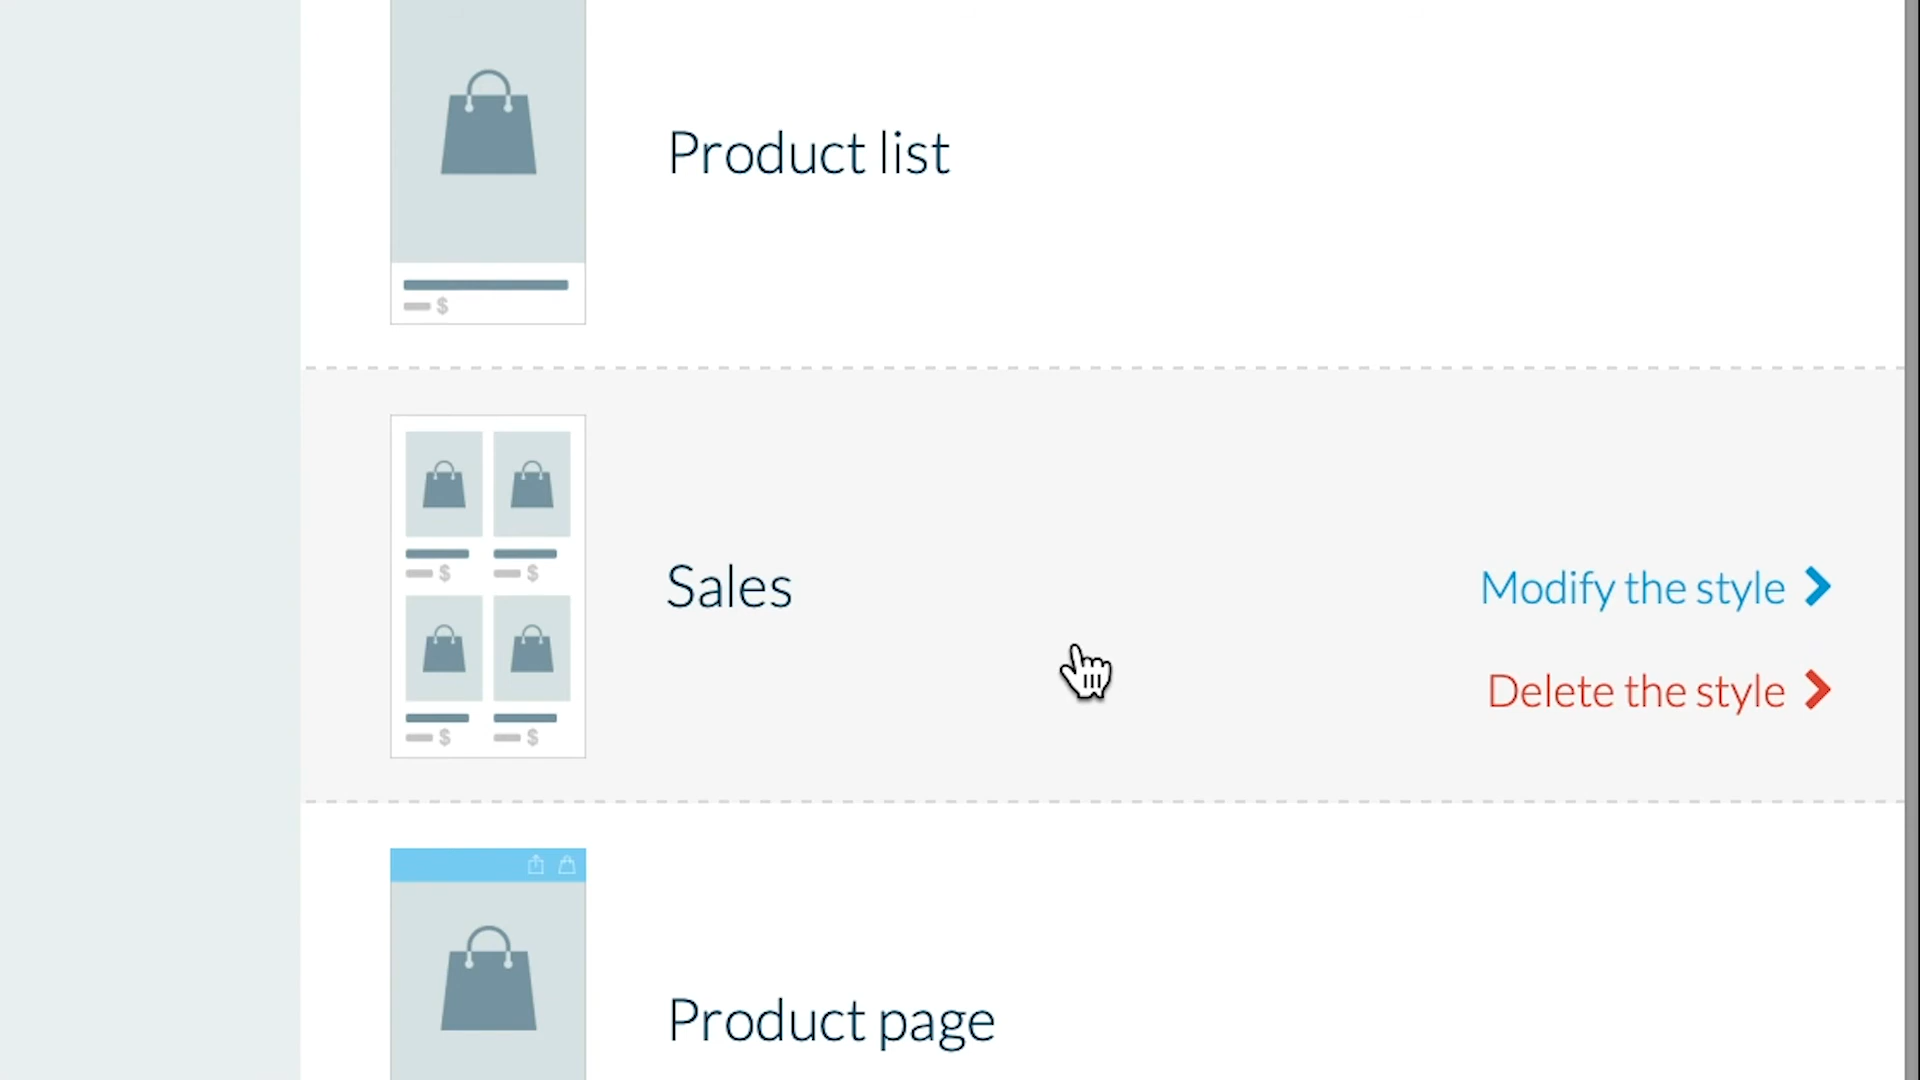 Product list
$
$ $
Sales
Modify the style
Delete the style
$ $
Product page